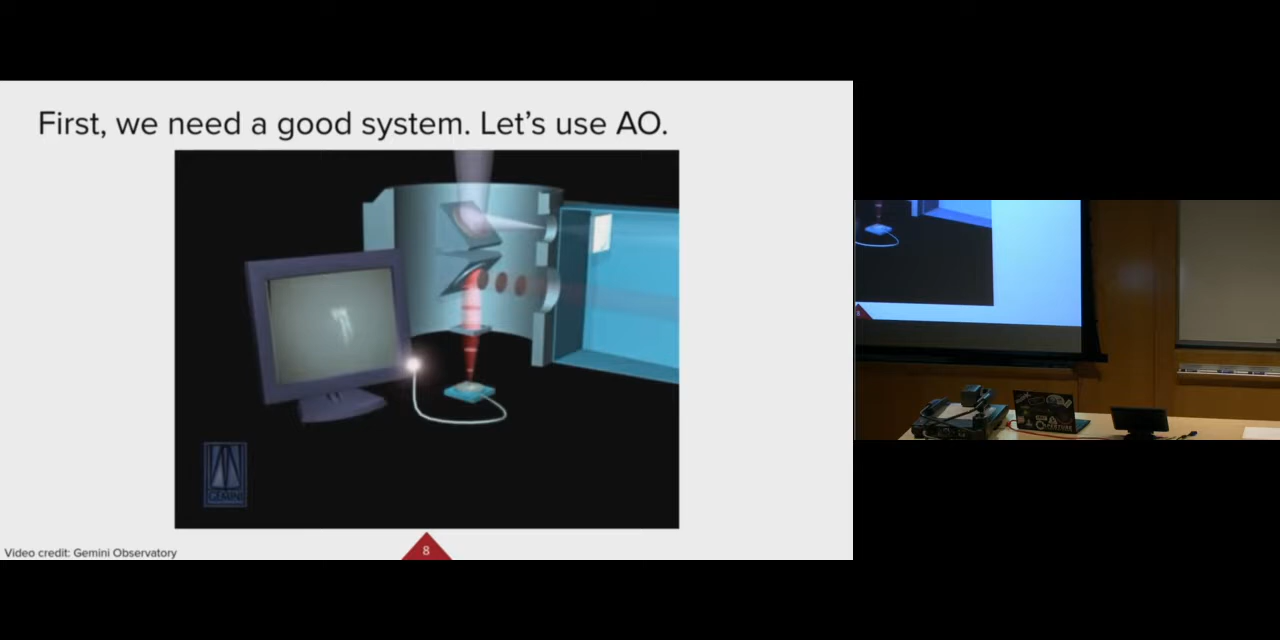 First, we need a good system. Let's use AO.
GEMINI
Video credit: Gemini Observatory
8